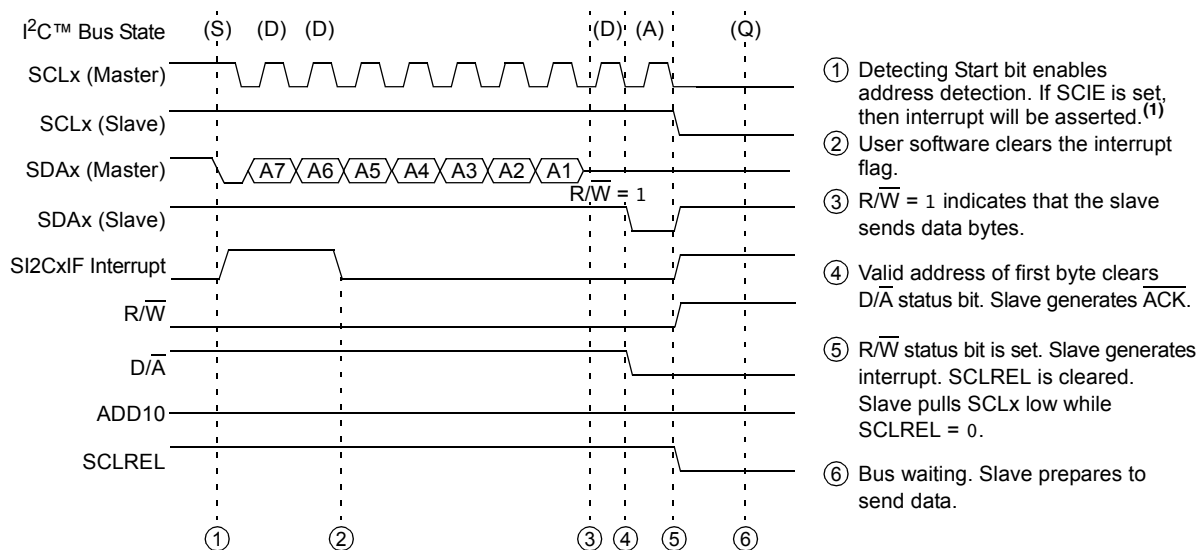 I²C™ Bus State (S) (D) (D) (D) (A) (Q)
SCLx (Master)
SCLx (Slave)
SDAx (Master) A7 A6 A5 A4 A3 A2 A1
R/W̅ = 1
SDAx (Slave)
SI2CxIF Interrupt
R/W̅
D/A̅
ADD10
SCLREL
1 2 3 4 5 6
① Detecting Start bit enables
address detection. If SCIE is set,
then interrupt will be asserted.(1)
② User software clears the interrupt
flag.
③ R/W̅ = 1 indicates that the slave
sends data bytes.
④ Valid address of first byte clears
D/A̅ status bit. Slave generates A̅C̅K̅.
⑤ R/W̅ status bit is set. Slave generates
interrupt. SCLREL is cleared.
Slave pulls SCLx low while
SCLREL = 0.
⑥ Bus waiting. Slave prepares to
send data.